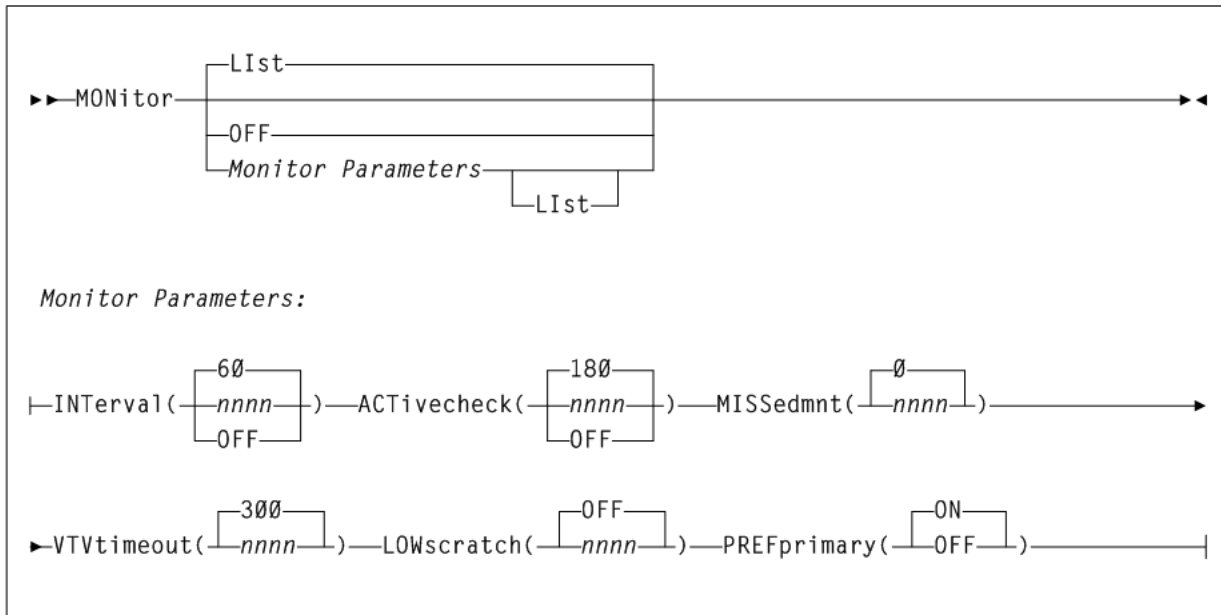 LIst
MONitor
OFF
Monitor Parameters
LIst
Monitor Parameters:
60 180 0
INTerval( nnnn ) ACTivecheck( nnnn ) MISSedmnt( nnnn )
OFF OFF
300 OFF ON
VTVtimeout( nnnn ) LOWscratch( nnnn ) PREFprimary( OFF )